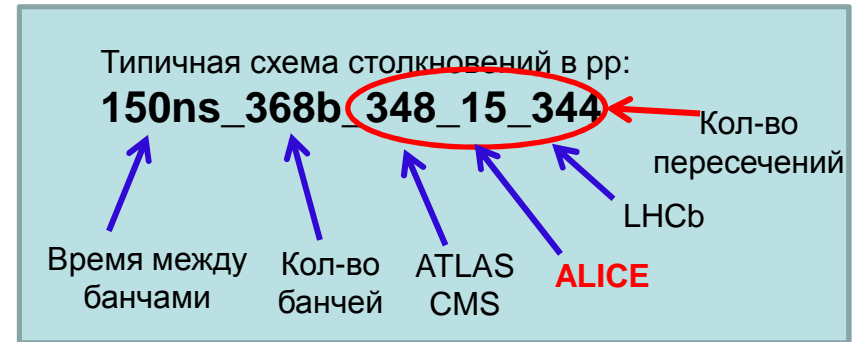 Типичная схема столкновений в pp:
150ns_368b_348_15_344
Кол-во
пересечений
LHCb
ALICE
ATLAS
CMS
Кол-во
банчей
Время между
банчами